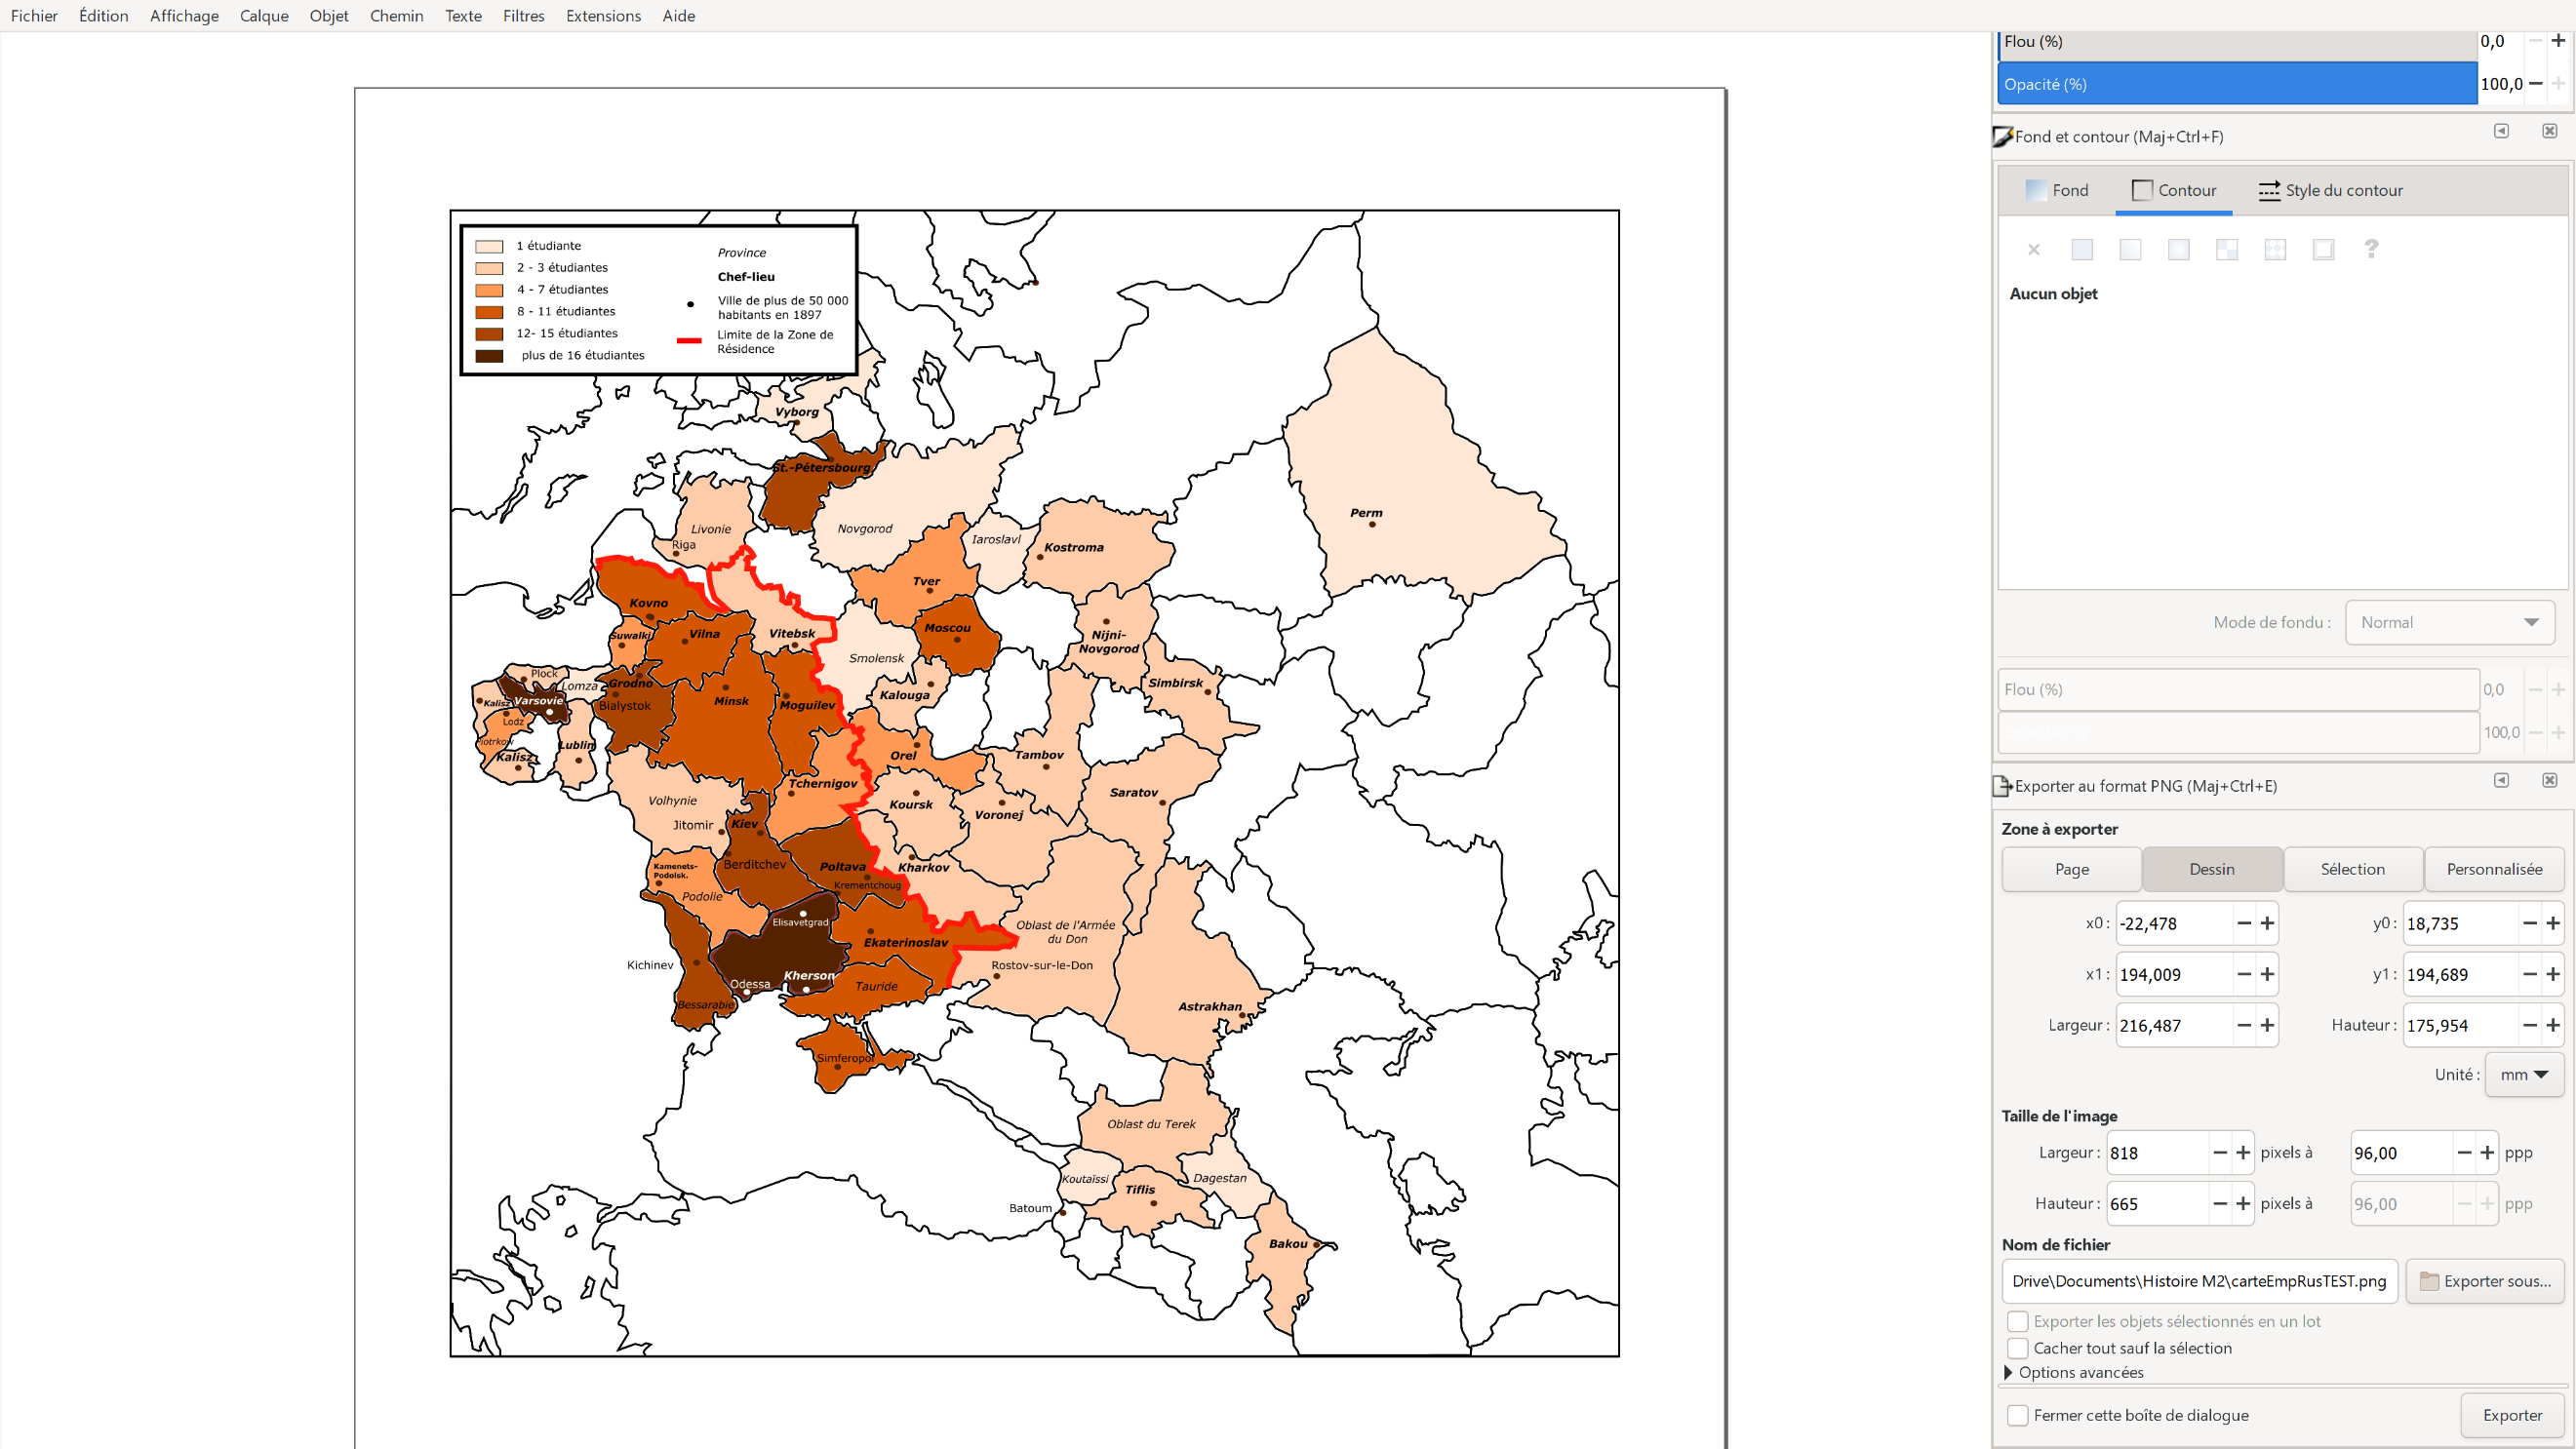 Fichier Édition Affichage Calque Objet Chemin Texte Filtres Extensions Aide
1 étudiante
2 - 3 étudiantes
4 - 7 étudiantes
8 - 11 étudiantes
12- 15 étudiantes
plus de 16 étudiantes
Province
Chef-lieu
Ville de plus de 50 000
habitants en 1897
Limite de la Zone de
Résidence
Vyborg
St.-Pétersbourg
Livonie
Riga
Novgorod
Iaroslavl
Kostroma
Perm
Tver
Kovno
Suwalki
Vilna
Vitebsk
Moscou
Nijni-
Novgorod
Smolensk
Plock
Lomza
Grodno
Kalisz
Varsovie
Bialystok
Minsk
Moguilev
Kalouga
Simbirsk
Lodz
Piotrkow
Kalisz
Lublin
Orel
Tambov
Tchernigov
Koursk
Voronej
Saratov
Volhynie
Jitomir
Kiev
Berditchev
Poltava
Krementchoug
Kharkov
Kamenets-
Podolsk.
Podolie
Elisavetgrad
Ekaterinoslav
Oblast de l'Armée
du Don
Kichinev
Kherson
Odessa
Tauride
Rostov-sur-le-Don
Bessarabie
Astrakhan
Simferopol
Oblast du Terek
Koutaïssi
Tiflis
Dagestan
Batoum
Bakou
Flou (%) 0,0
Opacité (%) 100,0
Fond et contour (Maj+Ctrl+F)
Fond Contour Style du contour
?
Aucun objet
Mode de fondu : Normal
Flou (%) 0,0
100,0
Exporter au format PNG (Maj+Ctrl+E)
Zone à exporter
Page Dessin Sélection Personnalisée
x0 : -22,478 y0 : 18,735
x1 : 194,009 y1 : 194,689
Largeur : 216,487 Hauteur : 175,954
Unité : mm
Taille de l'image
Largeur : 818 pixels à 96,00 ppp
Hauteur : 665 pixels à 96,00 ppp
Nom de fichier
Drive\Documents\Histoire M2\carteEmpRusTEST.png Exporter sous...
Exporter les objets sélectionnés en un lot
Cacher tout sauf la sélection
Options avancées
Fermer cette boîte de dialogue Exporter